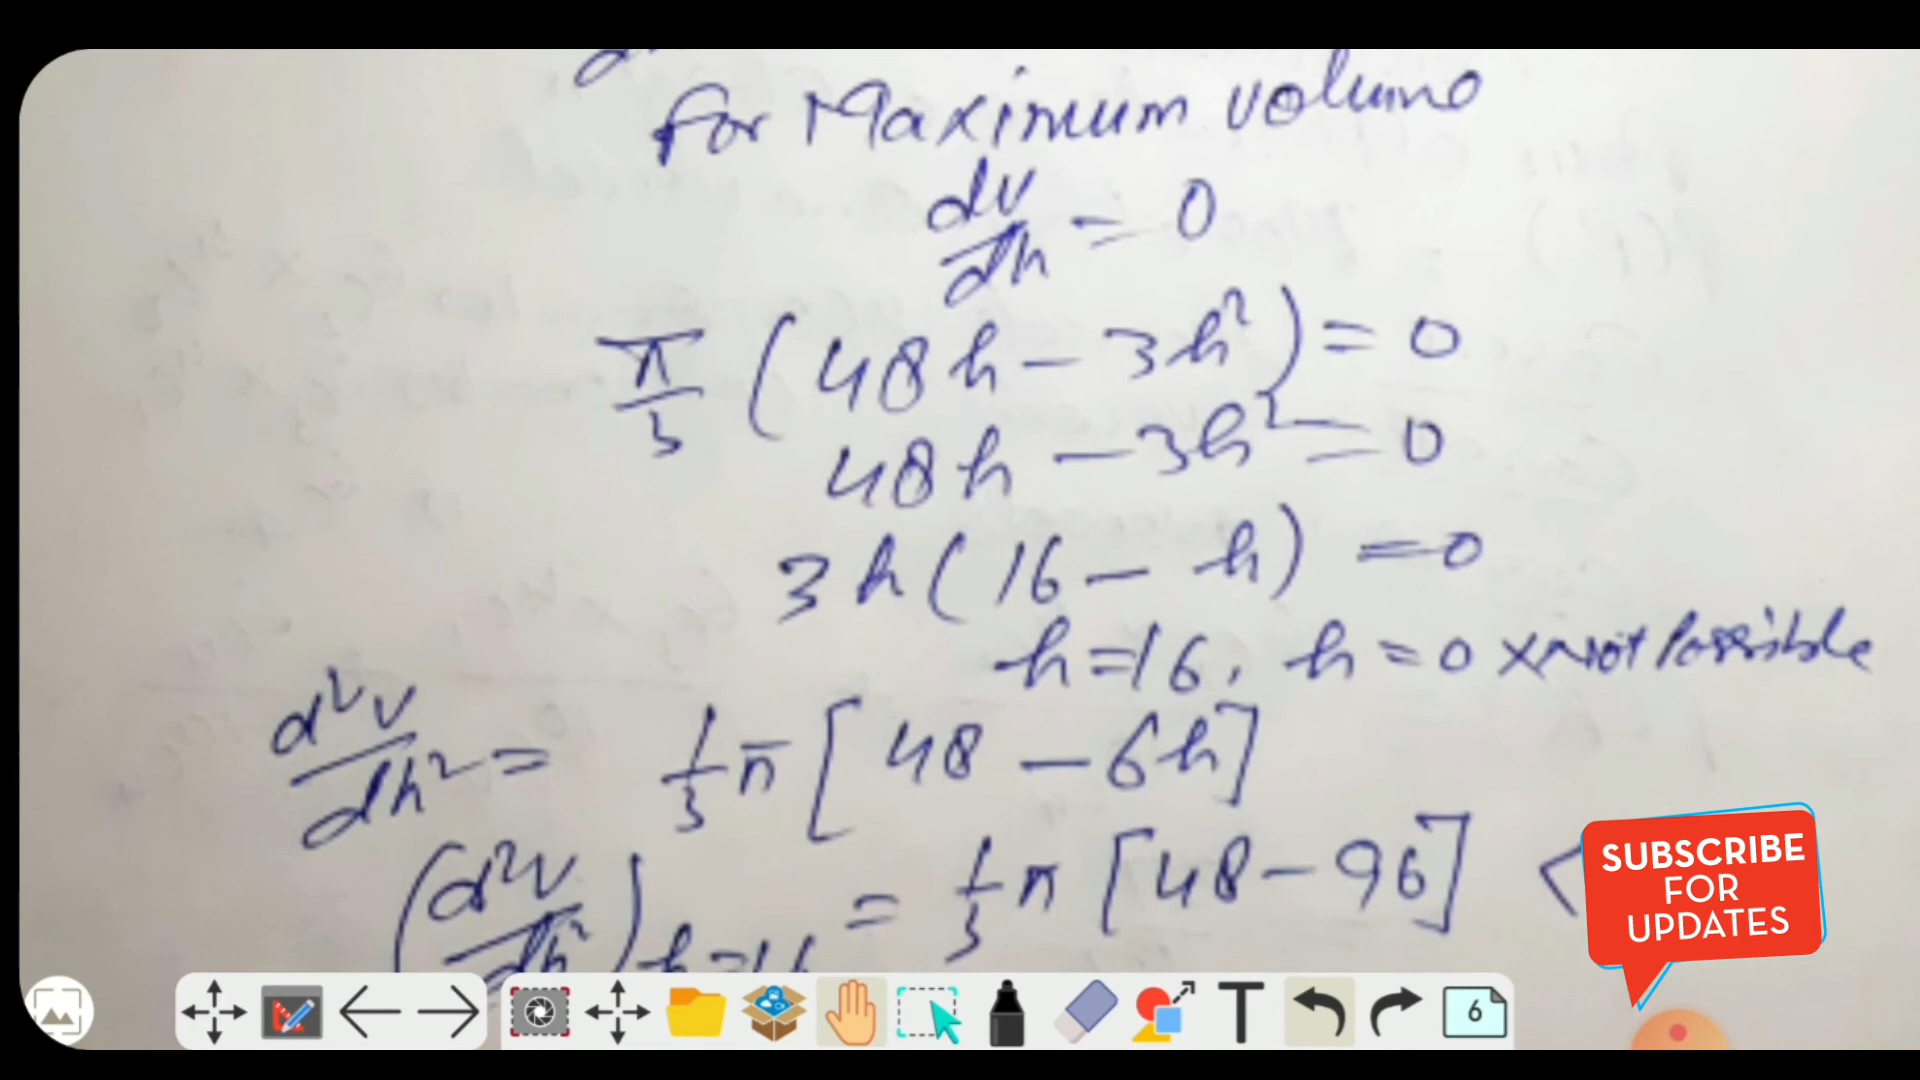 for Maximum volume
dv/dh = 0
π/3 (48h - 3h²) = 0
48h - 3h² = 0
3h(16 - h) = 0
h=16, h=0 × Not Possible
d²v/dh² = 1/3 π [48 - 6h]
(d²v/dh²)h=16 = 1/3 π [48-96] <
SUBSCRIBE
FOR
UPDATES
T
6